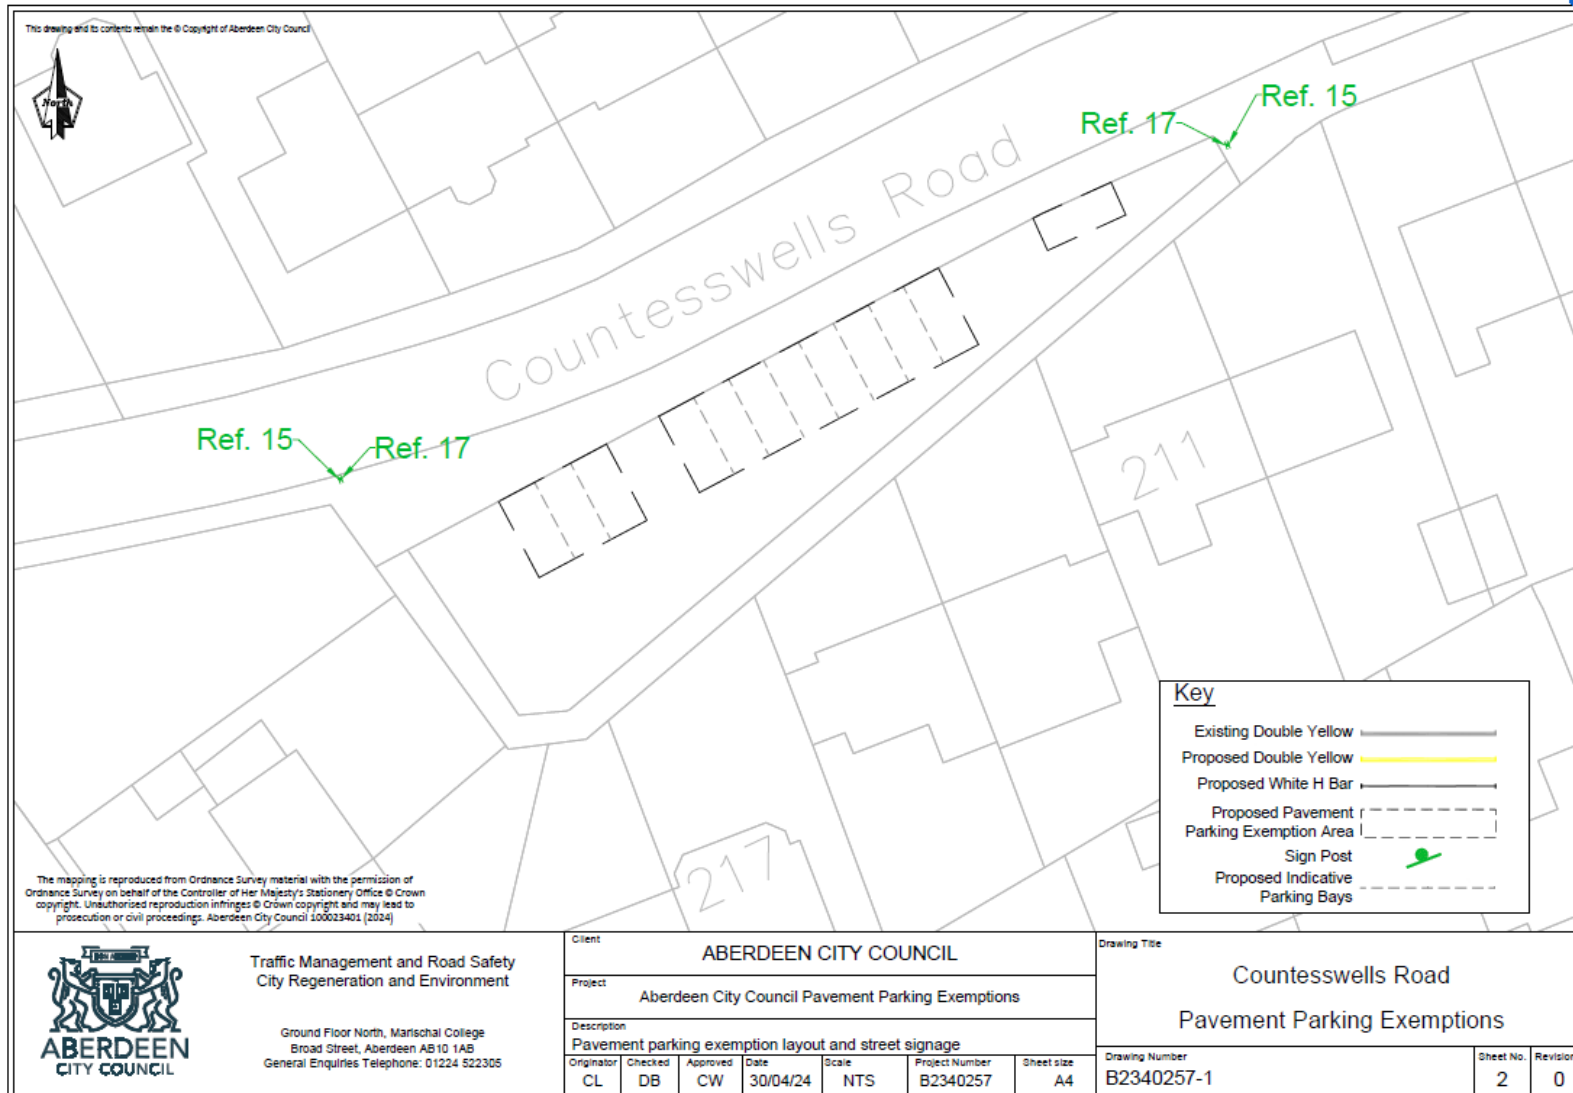 This drawing and its contents remain the © Copyright of Aberdeen City Council
North
Ref. 15
Ref. 17
Countesswells Road
Ref. 15
Ref. 17
211
217
Key
Existing Double Yellow
Proposed Double Yellow
Proposed White H Bar
Proposed Pavement
Parking Exemption Area
Sign Post
Proposed Indicative
Parking Bays
The mapping is reproduced from Ordnance Survey material with the permission of
Ordnance Survey on behalf of the Controller of Her Majesty's Stationery Office © Crown
copyright. Unauthorised reproduction infringes © Crown copyright and may lead to
prosecution or civil proceedings. Aberdeen City Council 100023401 (2024)
ABERDEEN
CITY COUNCIL
Traffic Management and Road Safety
City Regeneration and Environment
Ground Floor North, Marischal College
Broad Street, Aberdeen AB10 1AB
General Enquiries Telephone: 01224 522305
Client
ABERDEEN CITY COUNCIL
Project
Aberdeen City Council Pavement Parking Exemptions
Description
Pavement parking exemption layout and street signage
Originator Checked Approved Date Scale Project Number Sheet size
CL DB CW 30/04/24 NTS B2340257 A4
Drawing Title
Countesswells Road
Pavement Parking Exemptions
Drawing Number Sheet No. Revision
B2340257-1 2 0